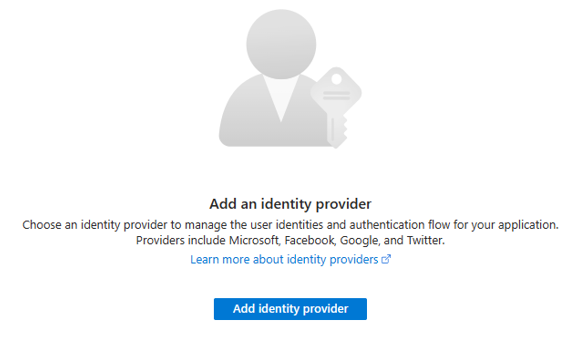 Add an identity provider
Choose an identity provider to manage the user identities and authentication flow for your application.
Providers include Microsoft, Facebook, Google, and Twitter.
Learn more about identity providers
Add identity provider